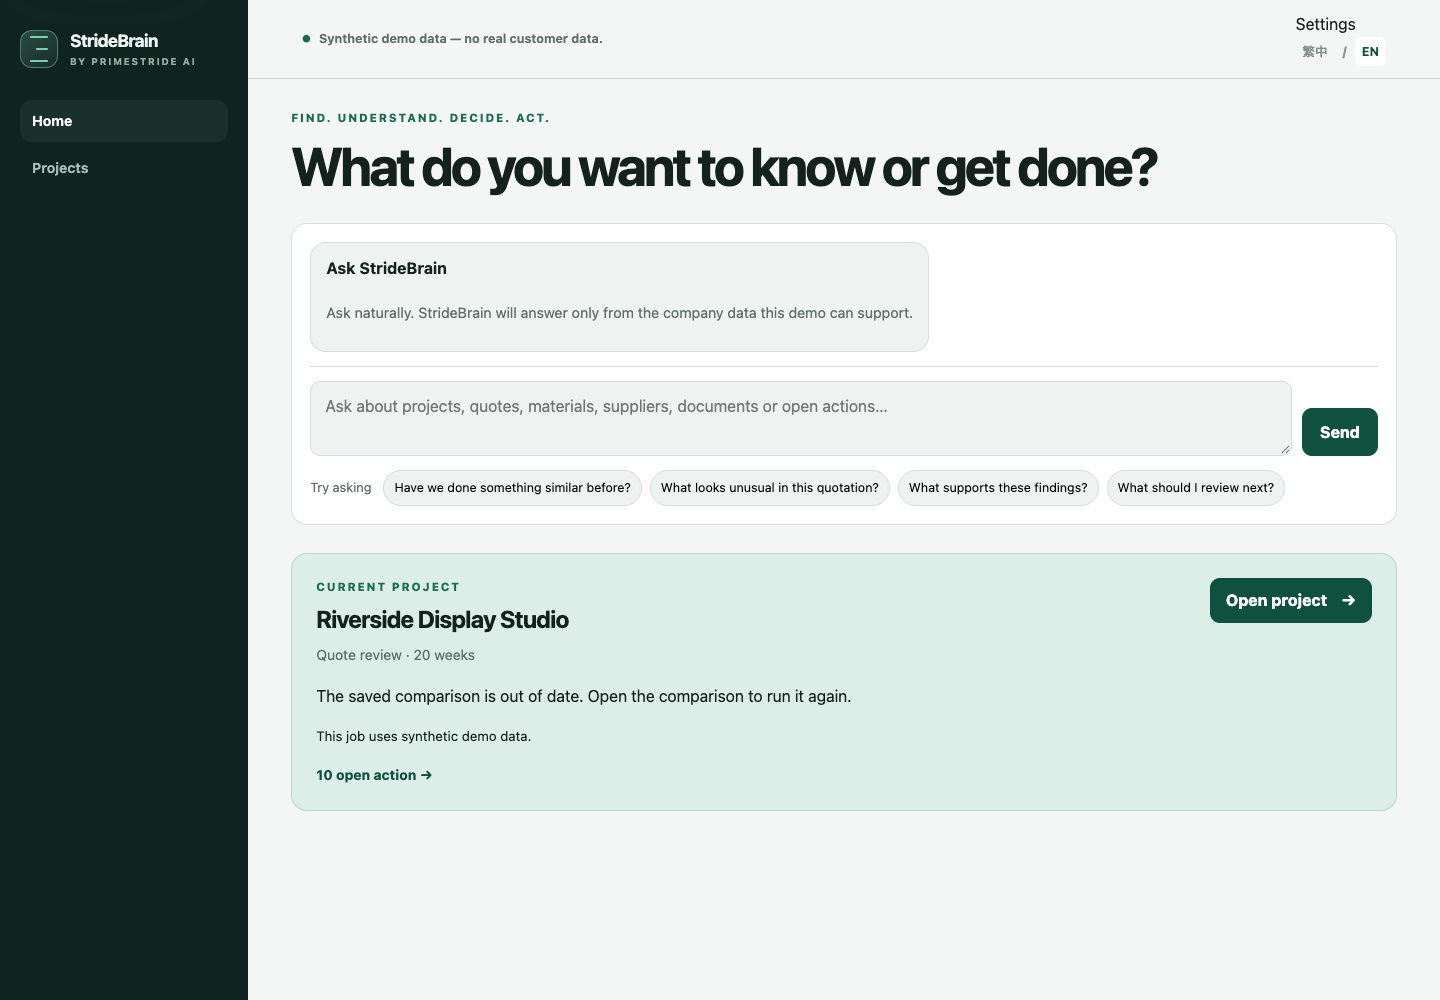 StrideBrain
BY PRIMESTRIDE AI
Home
Projects
Synthetic demo data — no real customer data.
Settings
繁中 / EN
FIND. UNDERSTAND. DECIDE. ACT.
What do you want to know or get done?
Ask StrideBrain
Ask naturally. StrideBrain will answer only from the company data this demo can support.
Ask about projects, quotes, materials, suppliers, documents or open actions...
Send
Try asking
Have we done something similar before?
What looks unusual in this quotation?
What supports these findings?
What should I review next?
CURRENT PROJECT
Riverside Display Studio
Quote review · 20 weeks
Open project →
The saved comparison is out of date. Open the comparison to run it again.
This job uses synthetic demo data.
10 open action →